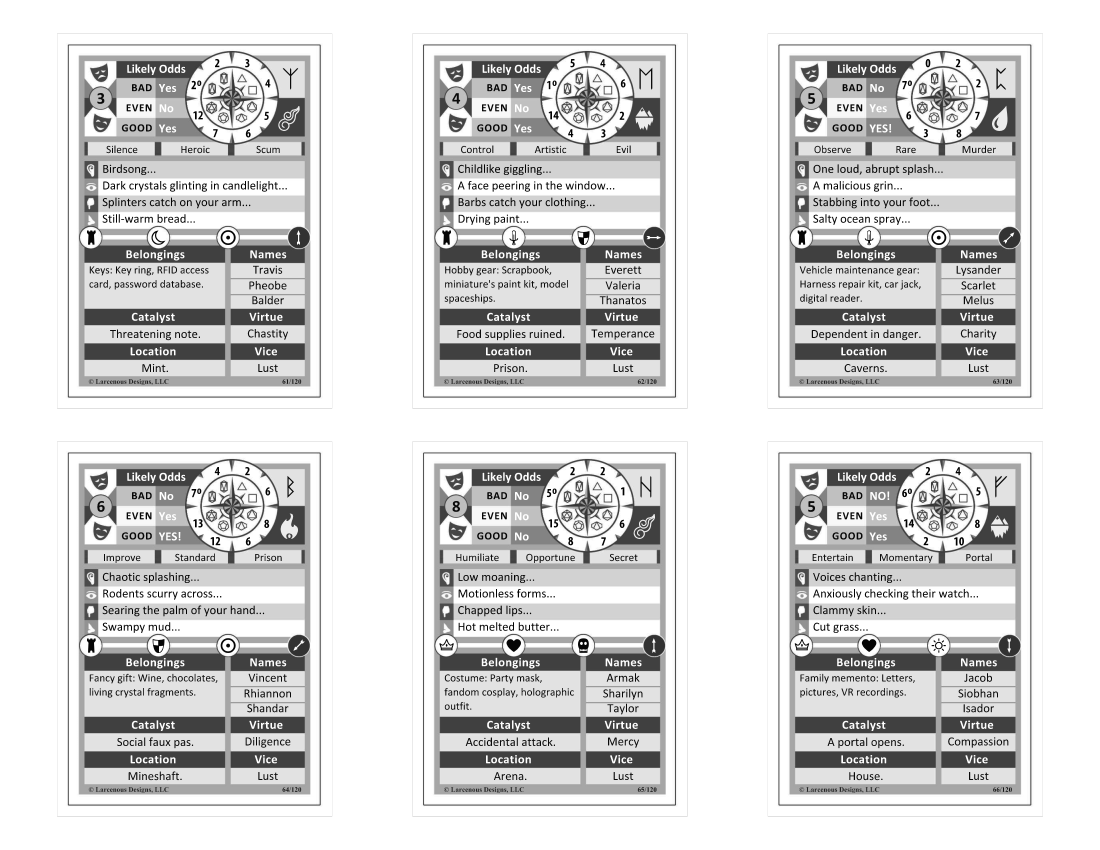 Likely Odds
2 3
BAD Yes
2⁰ 4
3
EVEN No
GOOD Yes
12 5
7 6
Silence Heroic Scum
Birdsong...
Dark crystals glinting in candlelight...
Splinters catch on your arm...
Still-warm bread...
Belongings Names
Keys: Key ring, RFID access
card, password database.
Travis
Pheobe
Balder
Catalyst Virtue
Threatening note. Chastity
Location Vice
Mint. Lust
© Larcenous Designs, LLC 61/120
Likely Odds
5 4
BAD Yes
1⁰ 6
4
EVEN No
GOOD Yes
14 2
4 3
Control Artistic Evil
Childlike giggling...
A face peering in the window...
Barbs catch your clothing...
Drying paint...
Belongings Names
Hobby gear: Scrapbook,
miniature's paint kit, model
spaceships.
Everett
Valeria
Thanatos
Catalyst Virtue
Food supplies ruined. Temperance
Location Vice
Prison. Lust
© Larcenous Designs, LLC 62/120
Likely Odds
0 2
BAD No
7⁰ 2
5
EVEN Yes
GOOD YES!
6 7
3 8
Observe Rare Murder
One loud, abrupt splash...
A malicious grin...
Stabbing into your foot...
Salty ocean spray...
Belongings Names
Vehicle maintenance gear:
Harness repair kit, car jack,
digital reader.
Lysander
Scarlet
Melus
Catalyst Virtue
Dependent in danger. Charity
Location Vice
Caverns. Lust
© Larcenous Designs, LLC 63/120
Likely Odds
4 2
BAD No
7⁰ 6
6
EVEN Yes
GOOD YES!
13 8
12 6
Improve Standard Prison
Chaotic splashing...
Rodents scurry across...
Searing the palm of your hand...
Swampy mud...
Belongings Names
Fancy gift: Wine, chocolates,
living crystal fragments.
Vincent
Rhiannon
Shandar
Catalyst Virtue
Social faux pas. Diligence
Location Vice
Mineshaft. Lust
© Larcenous Designs, LLC 64/120
Likely Odds
2 2
BAD No
5⁰ 1
8
EVEN No
GOOD No
15 6
8 7
Humiliate Opportune Secret
Low moaning...
Motionless forms...
Chapped lips...
Hot melted butter...
Belongings Names
Costume: Party mask,
fandom cosplay, holographic
outfit.
Armak
Sharilyn
Taylor
Catalyst Virtue
Accidental attack. Mercy
Location Vice
Arena. Lust
© Larcenous Designs, LLC 65/120
Likely Odds
2 4
BAD NO!
6⁰ 5
5
EVEN Yes
GOOD Yes
14 8
2 10
Entertain Momentary Portal
Voices chanting...
Anxiously checking their watch...
Clammy skin...
Cut grass...
Belongings Names
Family memento: Letters,
pictures, VR recordings.
Jacob
Siobhan
Isador
Catalyst Virtue
A portal opens. Compassion
Location Vice
House. Lust
© Larcenous Designs, LLC 66/120